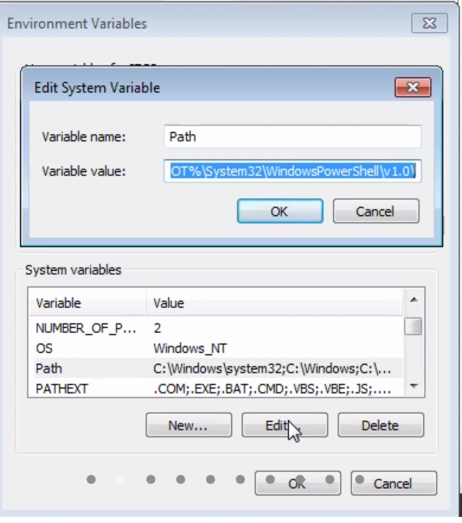 Environment Variables
Edit System Variable
Variable name:
Path
Variable value:
OT%\System32\WindowsPowerShell\v1.0\
OK
Cancel
System variables
Variable Value
NUMBER_OF_P... 2
OS Windows_NT
Path C:\Windows\system32;C:\Windows;C:\...
PATHEXT .COM;.EXE;.BAT;.CMD;.VBS;.VBE;.JS;....
New... Edit... Delete
OK Cancel